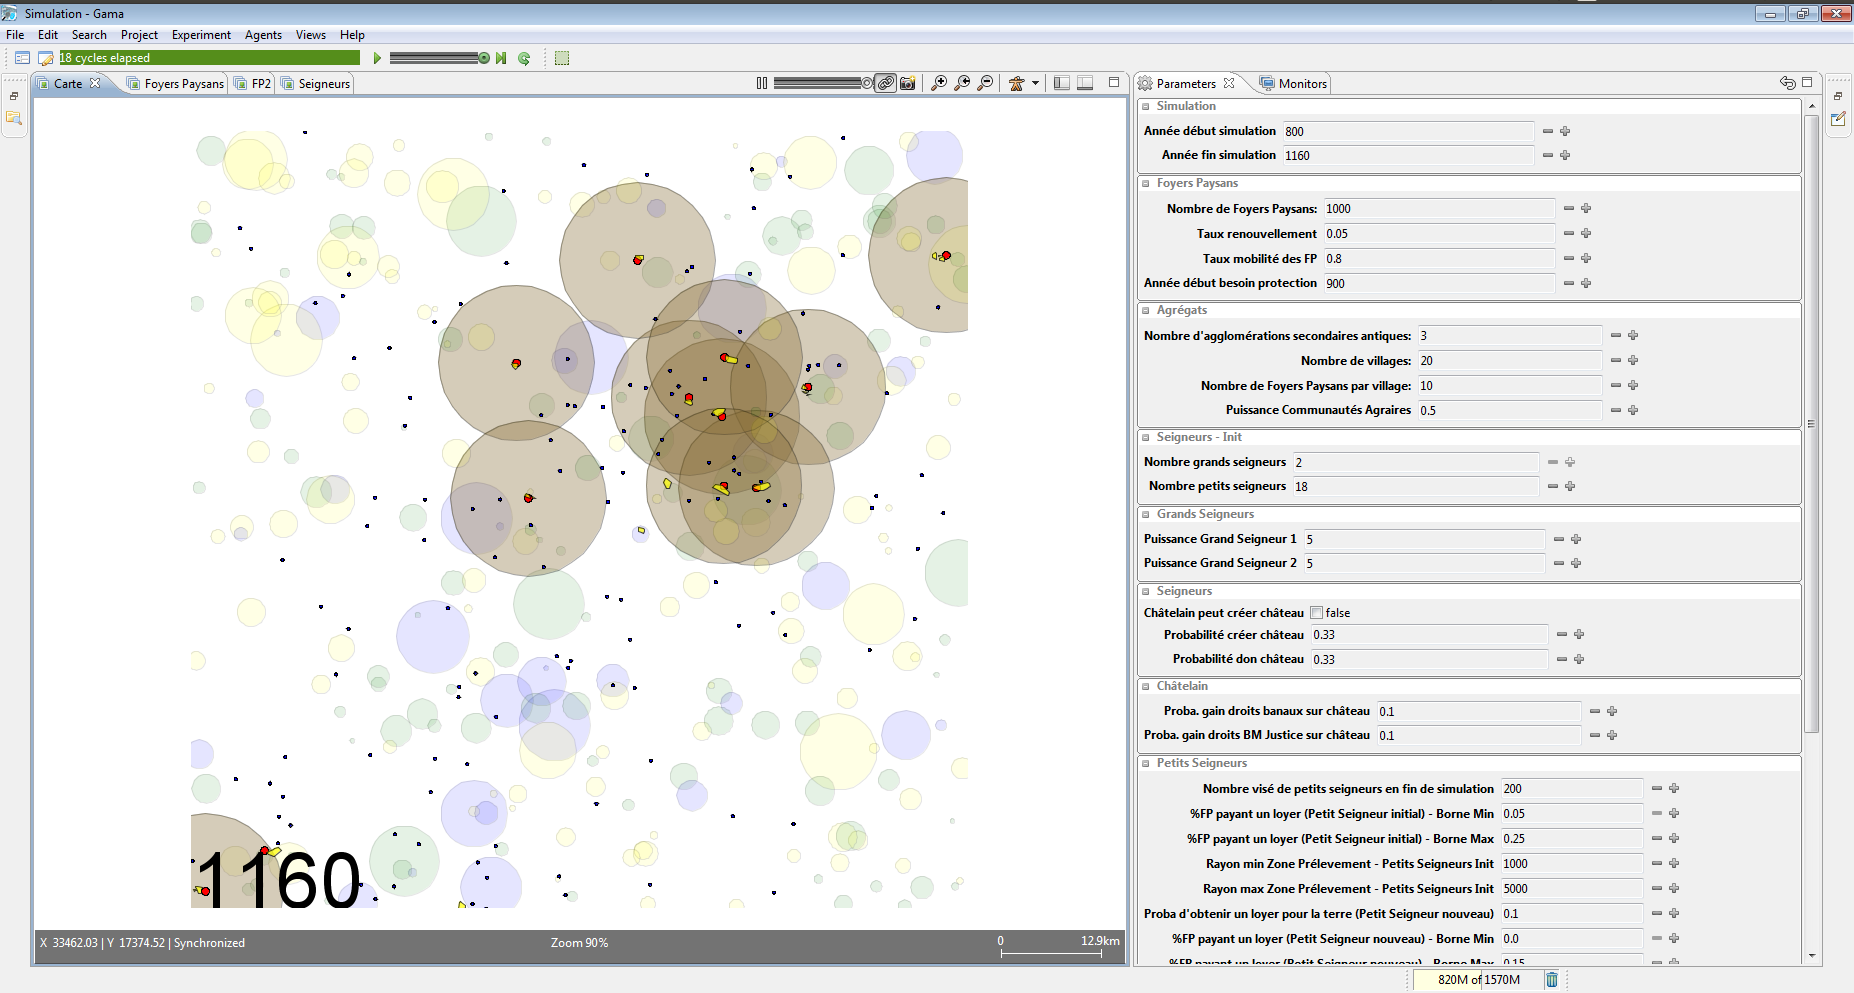 Simulation - Gama
File Edit Search Project Experiment Agents Views Help
18 cycles elapsed
Carte Foyers Paysans FP2 Seigneurs
1160
X 33462.03 | Y 17374.52 | Synchronized Zoom 90% 0 12.9km
Parameters Monitors
Simulation
Année début simulation 800
Année fin simulation 1160
Foyers Paysans
Nombre de Foyers Paysans: 1000
Taux renouvellement 0.05
Taux mobilité des FP 0.8
Année début besoin protection 900
Agrégats
Nombre d'agglomérations secondaires antiques: 3
Nombre de villages: 20
Nombre de Foyers Paysans par village: 10
Puissance Communautés Agraires 0.5
Seigneurs - Init
Nombre grands seigneurs 2
Nombre petits seigneurs 18
Grands Seigneurs
Puissance Grand Seigneur 1 5
Puissance Grand Seigneur 2 5
Seigneurs
Châtelain peut créer château false
Probabilité créer château 0.33
Probabilité don château 0.33
Châtelain
Proba. gain droits banaux sur château 0.1
Proba. gain droits BM Justice sur château 0.1
Petits Seigneurs
Nombre visé de petits seigneurs en fin de simulation 200
%FP payant un loyer (Petit Seigneur initial) - Borne Min 0.05
%FP payant un loyer (Petit Seigneur initial) - Borne Max 0.25
Rayon min Zone Prélevement - Petits Seigneurs Init 1000
Rayon max Zone Prélevement - Petits Seigneurs Init 5000
Proba d'obtenir un loyer pour la terre (Petit Seigneur nouveau) 0.1
%FP payant un loyer (Petit Seigneur nouveau) - Borne Min 0.0
%FP payant un loyer (Petit Seigneur nouveau) - Borne Max 0.15
820M of 1570M